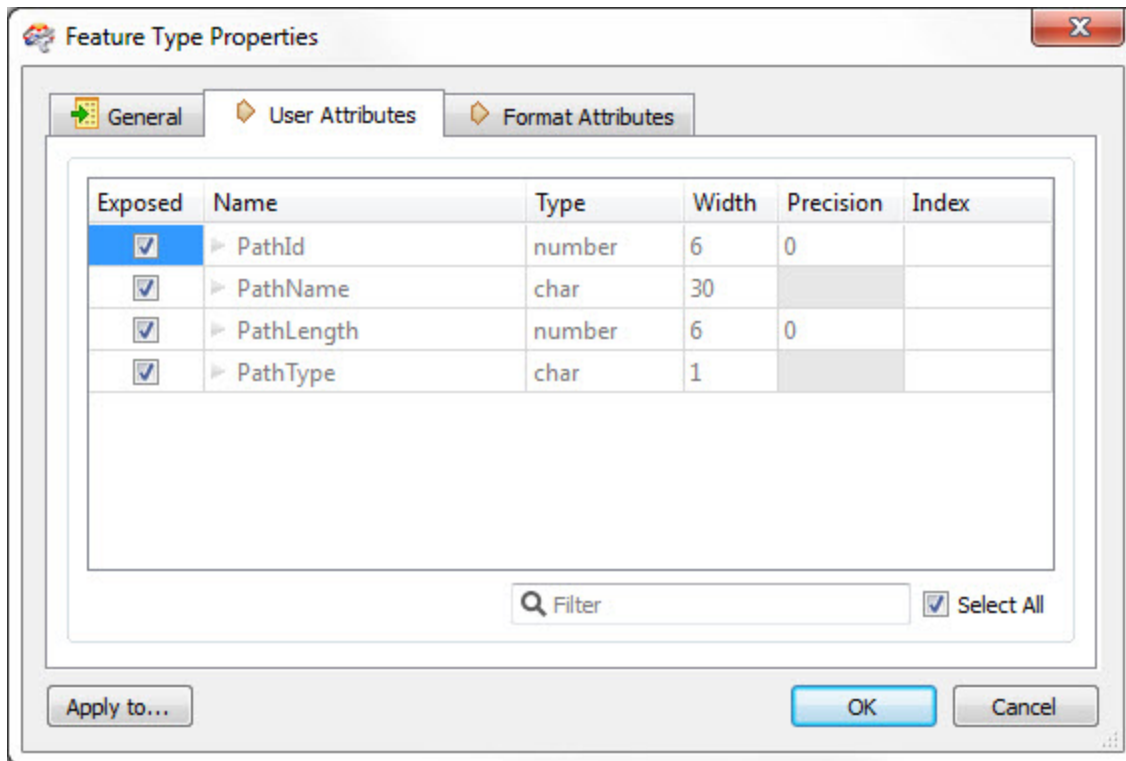 Feature Type Properties
General User Attributes Format Attributes
Exposed Name Type Width Precision Index
PathId number 6 0
PathName char 30
PathLength number 6 0
PathType char 1
Filter Select All
Apply to... OK Cancel